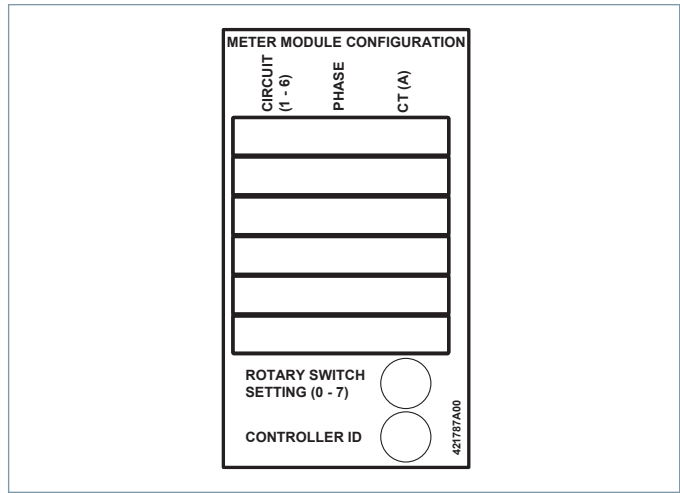 METER MODULE CONFIGURATION
CIRCUIT
(1 - 6)
PHASE
CT (A)
ROTARY SWITCH
SETTING (0 - 7)
CONTROLLER ID
421787A00